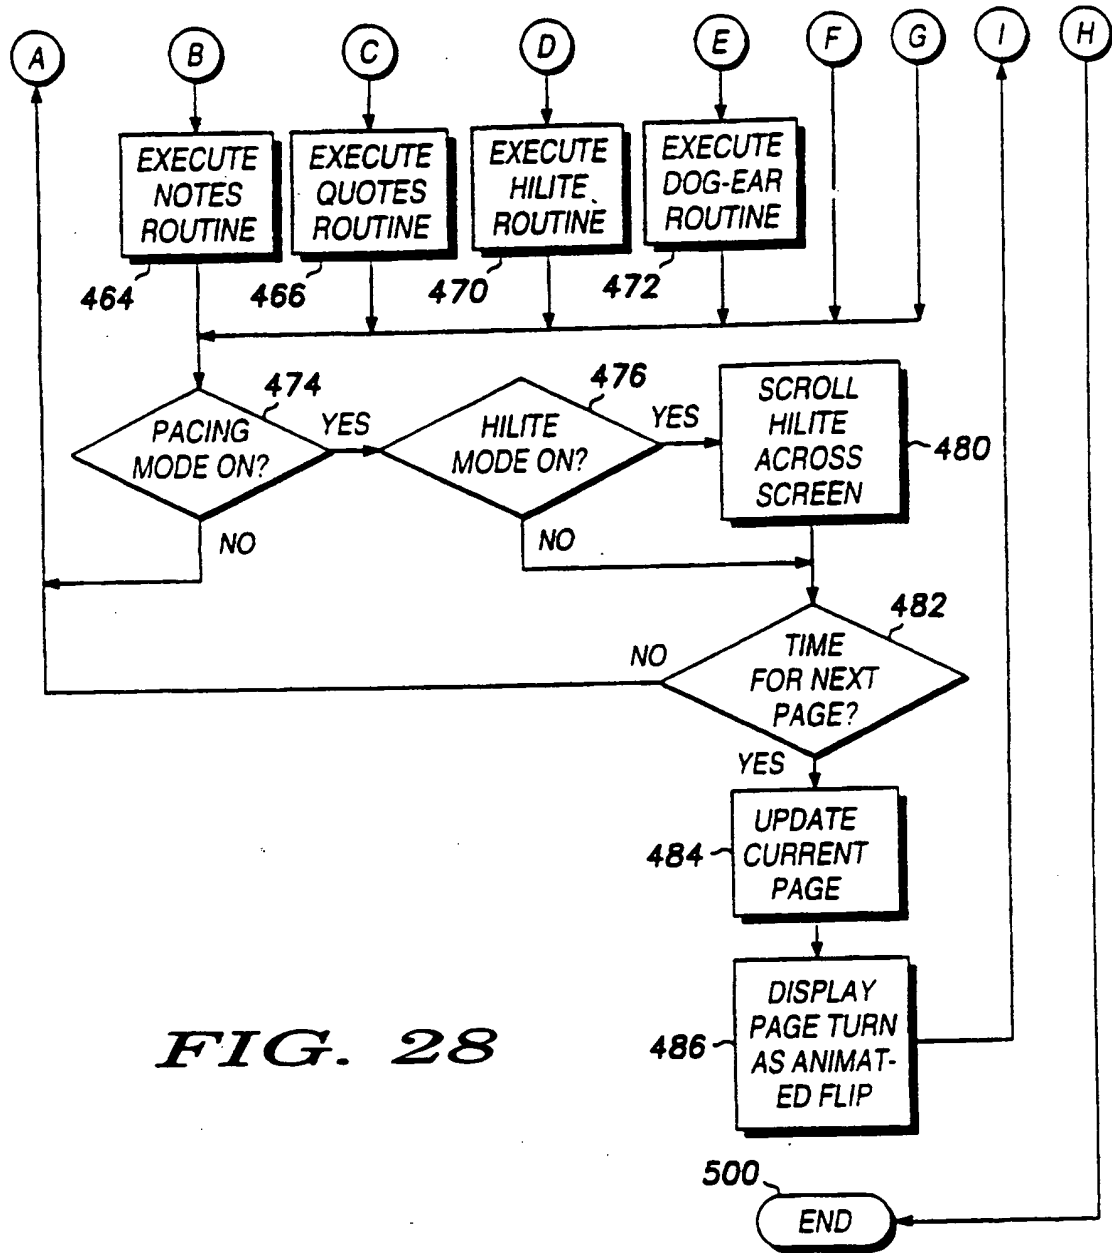 A B C D E F G I H
EXECUTE
NOTES
ROUTINE
464
EXECUTE
QUOTES
ROUTINE
466
EXECUTE
HILITE
ROUTINE
470
EXECUTE
DOG-EAR
ROUTINE
472
PACING
MODE ON?
474
YES
NO
HILITE
MODE ON?
476
YES
NO
SCROLL
HILITE
ACROSS
SCREEN
480
TIME
FOR NEXT
PAGE?
482
NO
YES
UPDATE
CURRENT
PAGE
484
DISPLAY
PAGE TURN
AS ANIMAT-
ED FLIP
486
FIG. 28
500
END